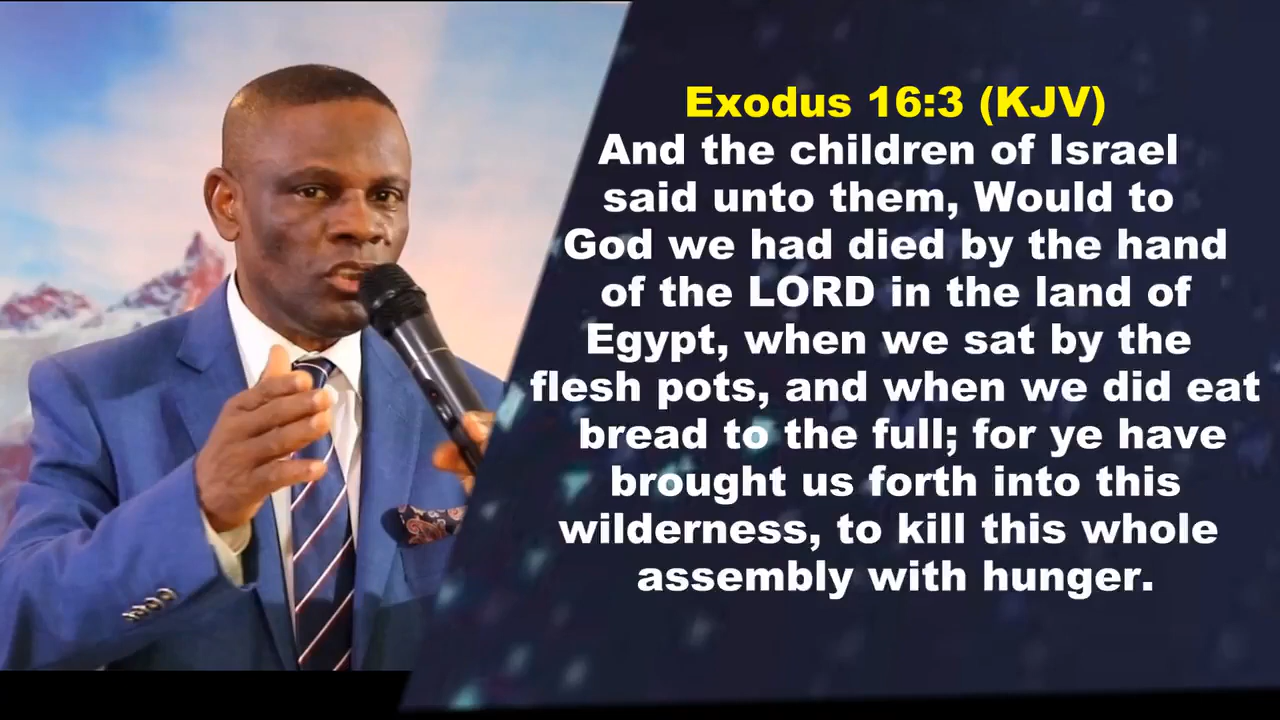 Exodus 16:3 (KJV)
And the children of Israel
said unto them, Would to
God we had died by the hand
of the LORD in the land of
Egypt, when we sat by the
flesh pots, and when we did eat
bread to the full; for ye have
brought us forth into this
wilderness, to kill this whole
assembly with hunger.